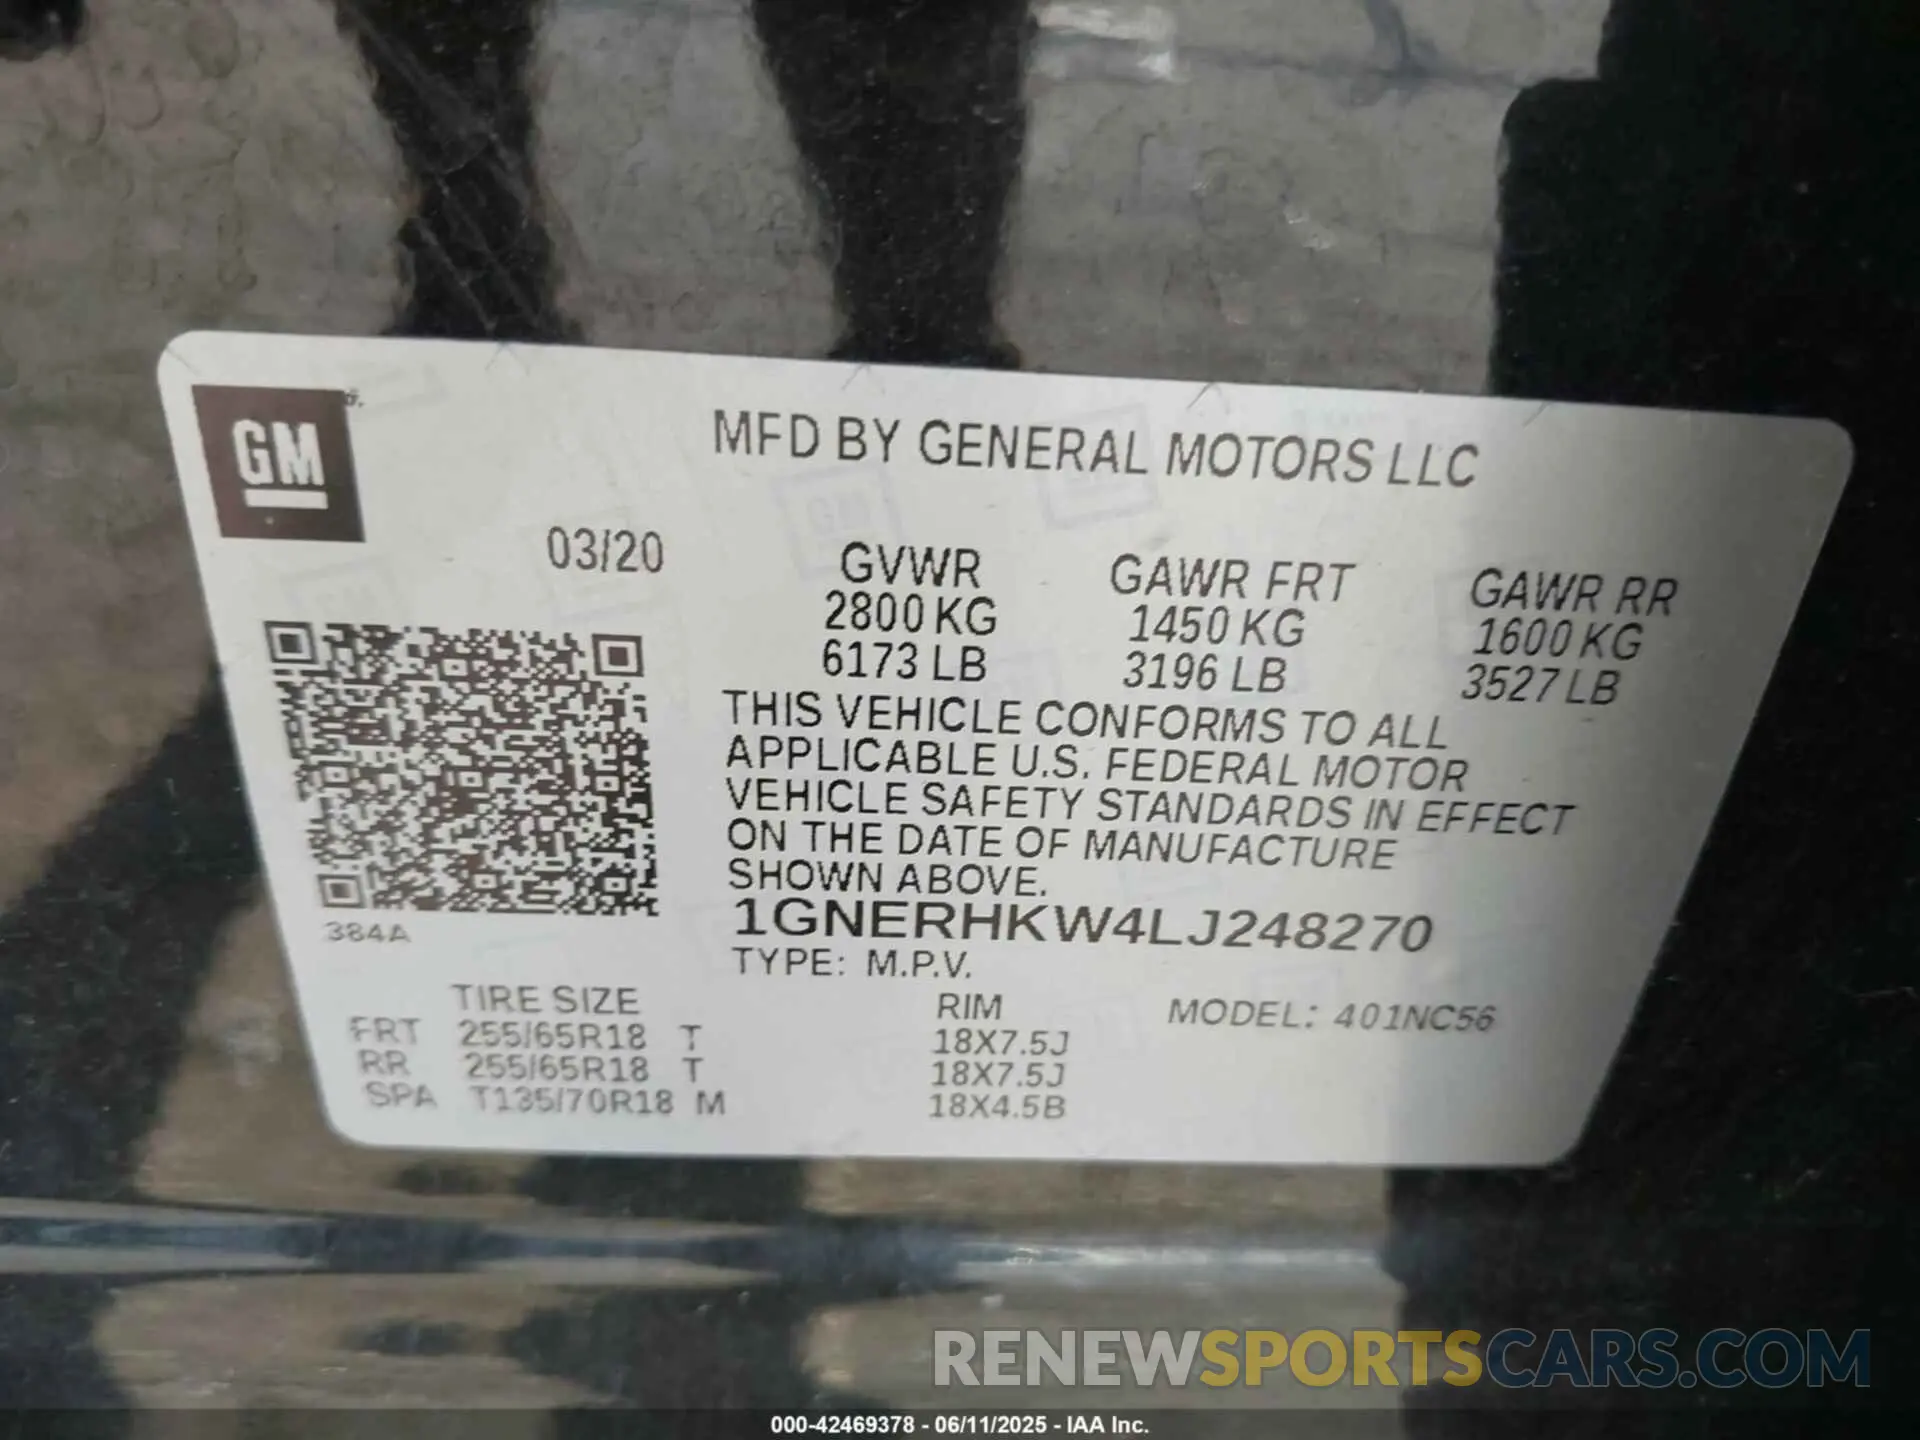 GM
MFD BY GENERAL MOTORS LLC
03/20
GVWR GAWR FRT GAWR RR
2800 KG 1450 KG 1600 KG
6173 LB 3196 LB 3527 LB
THIS VEHICLE CONFORMS TO ALL
APPLICABLE U.S. FEDERAL MOTOR
VEHICLE SAFETY STANDARDS IN EFFECT
ON THE DATE OF MANUFACTURE
SHOWN ABOVE.
1GNERHKW4LJ248270
384A
TYPE: M.P.V.
TIRE SIZE RIM MODEL: 401NC56
FRT 255/65R18 T 18X7.5J
RR 255/65R18 T 18X7.5J
SPA T135/70R18 M 18X4.5B
RENEWSPORTSCARS.COM
000-42469378 - 06/11/2025 - IAA Inc.